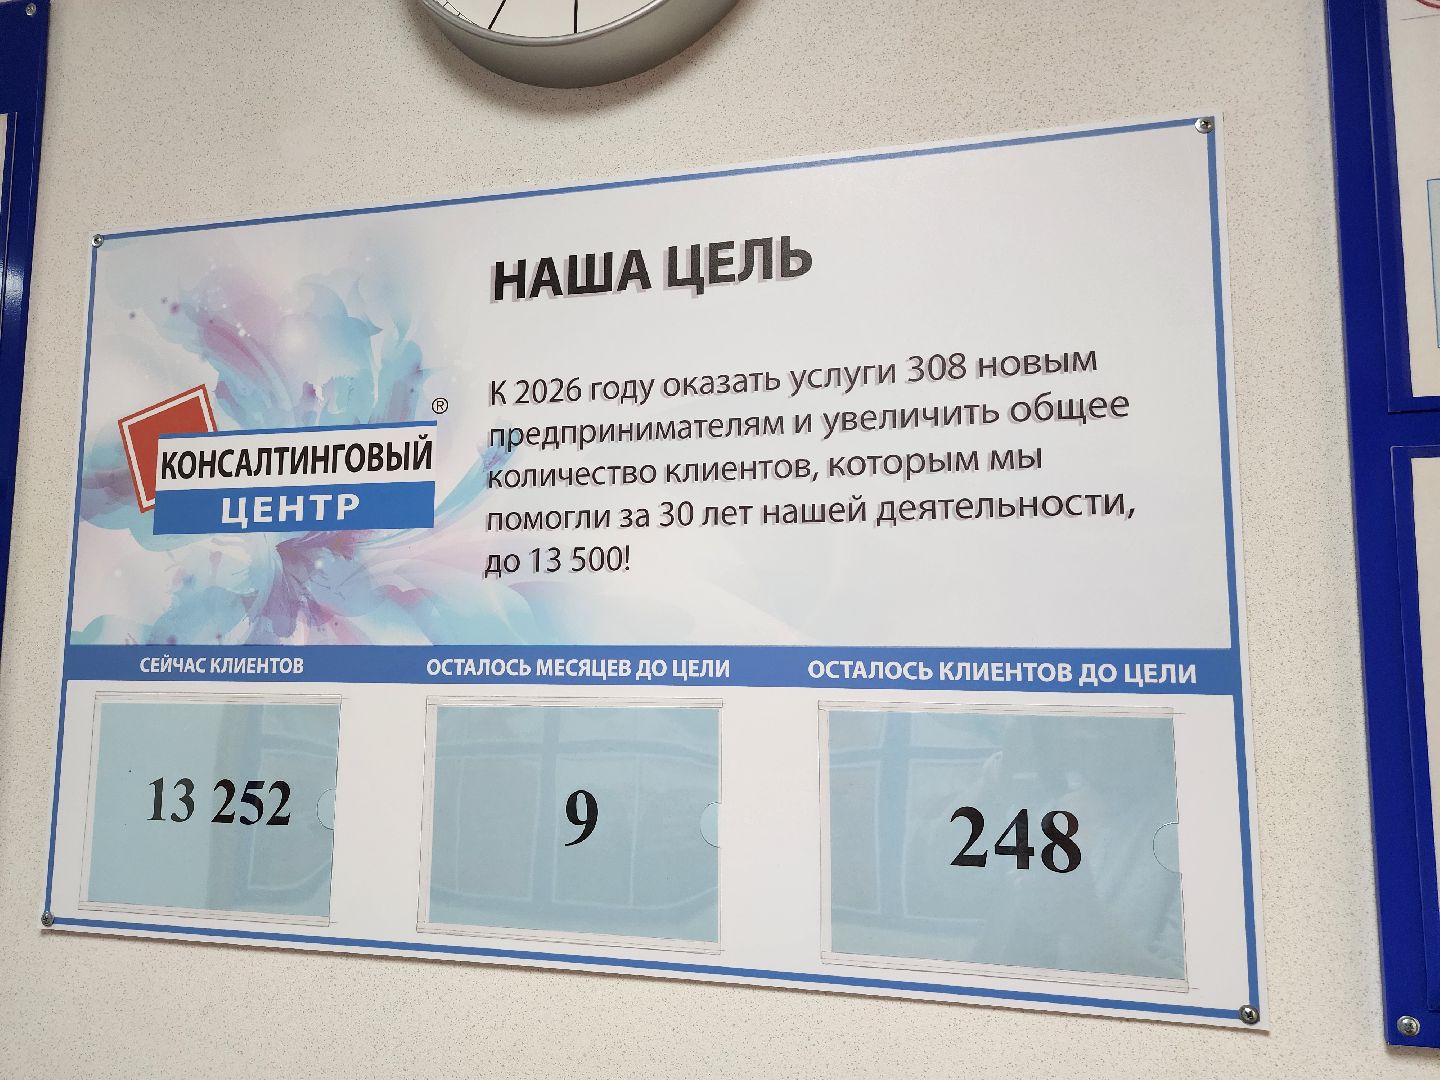 НАША ЦЕЛЬ
К 2026 году оказать услуги 308 новым
предпринимателям и увеличить общее
количество клиентов, которым мы
помогли за 30 лет нашей деятельности,
до 13 500!
КОНСАЛТИНГОВЫЙ ®
ЦЕНТР
СЕЙЧАС КЛИЕНТОВ
13 252
ОСТАЛОСЬ МЕСЯЦЕВ ДО ЦЕЛИ
9
ОСТАЛОСЬ КЛИЕНТОВ ДО ЦЕЛИ
248